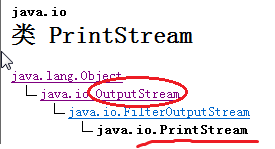 java.io
类 PrintStream
java.lang.Object
java.io.OutputStream
java.io.FilterOutputStream
java.io.PrintStream